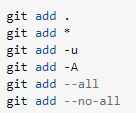 git add .
git add *
git add -u
git add -A
git add --all
git add --no-all